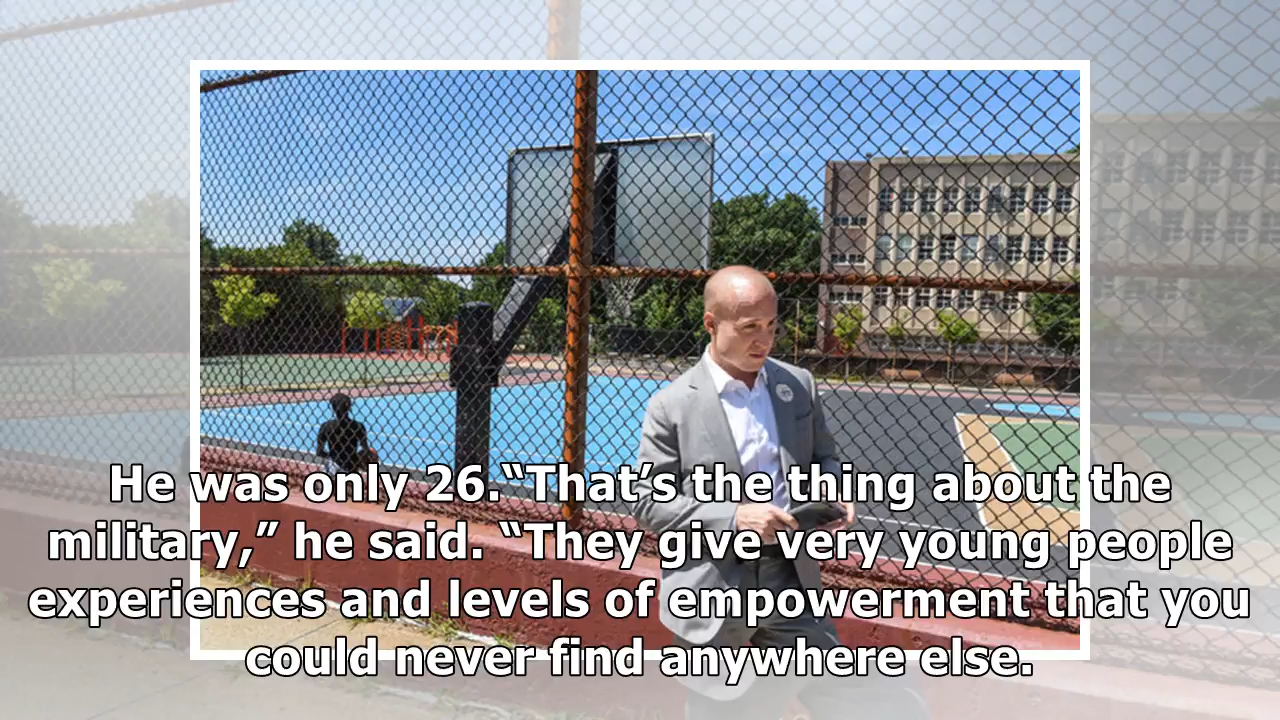 He was only 26.“That’s the thing about the
military,” he said. “They give very young people
experiences and levels of empowerment that you
could never find anywhere else.